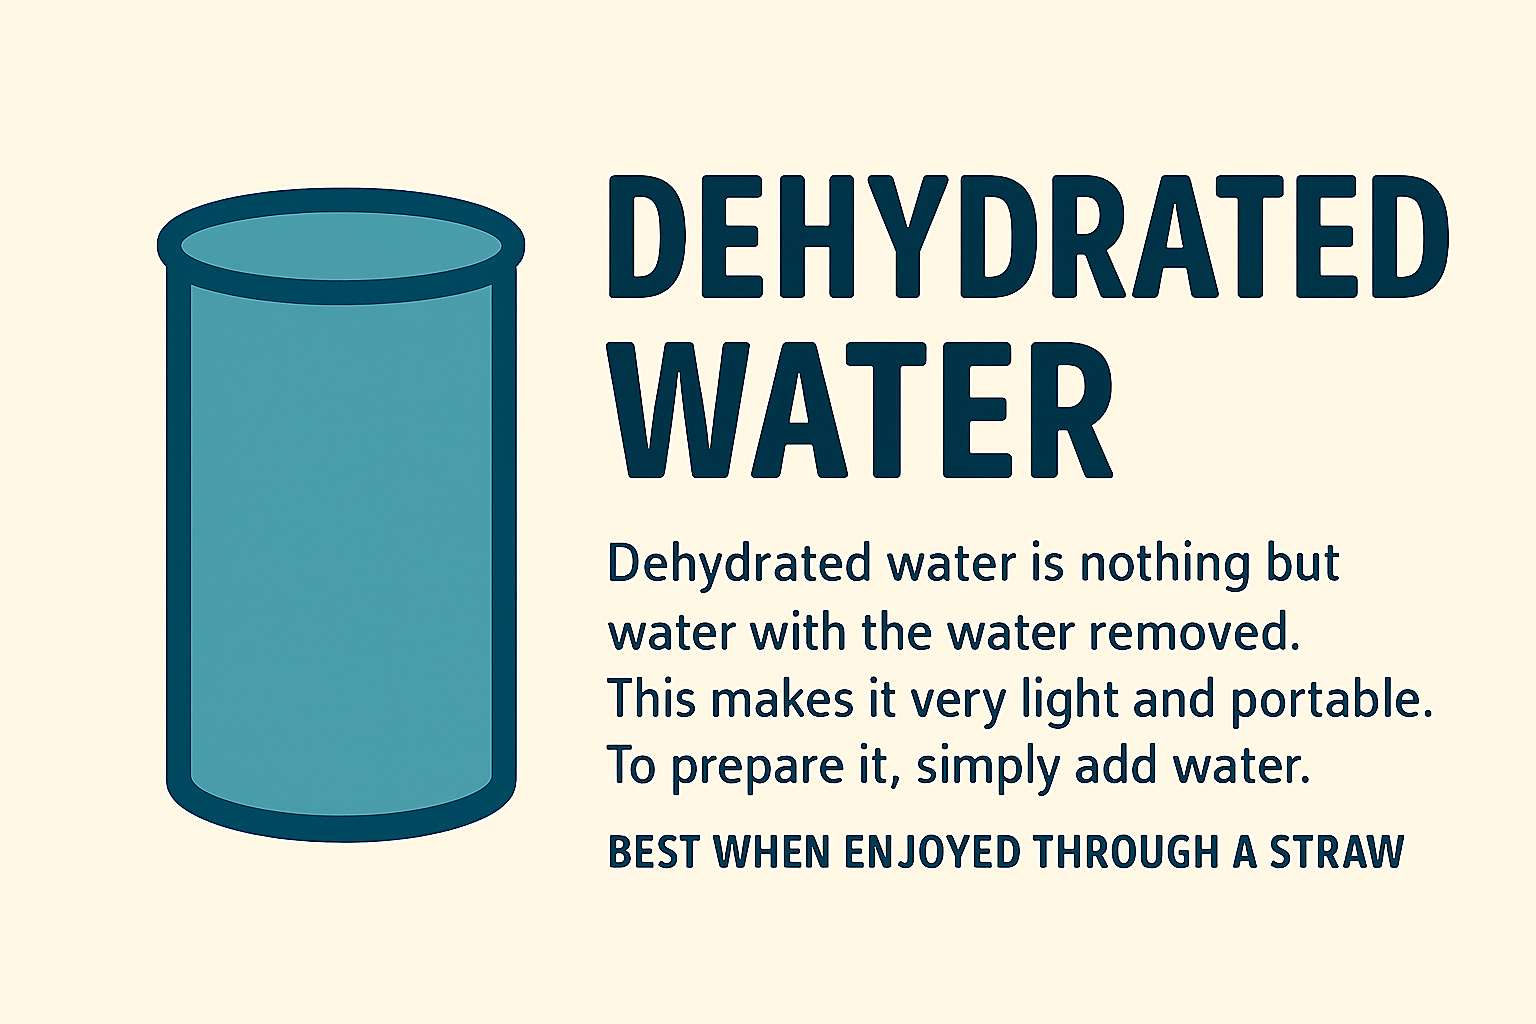 DEHYDRATED
WATER
Dehydrated water is nothing but
water with the water removed.
This makes it very light and portable.
To prepare it, simply add water.
BEST WHEN ENJOYED THROUGH A STRAW